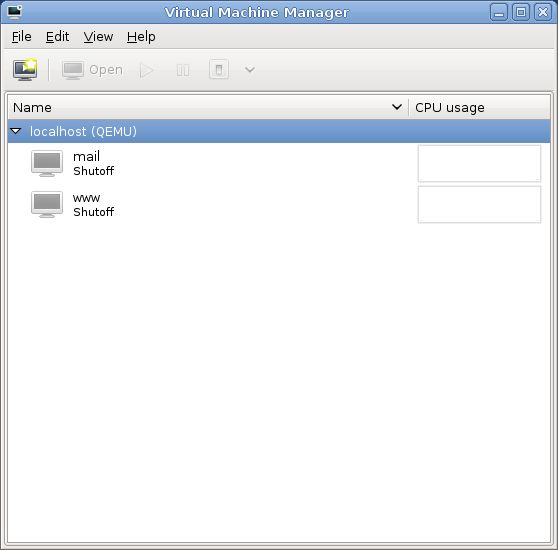 Virtual Machine Manager
File Edit View Help
Open
Name CPU usage
localhost (QEMU)
mail
Shutoff
www
Shutoff